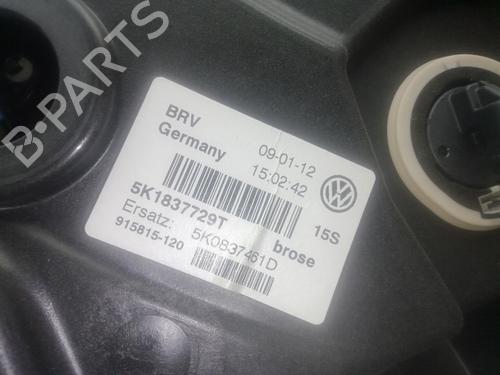 B-PARTS
BRV
Germany
09-01-12
15:02:42
5K1837729T
15S
Ersatz: 5K0837461D
brose
915815-120